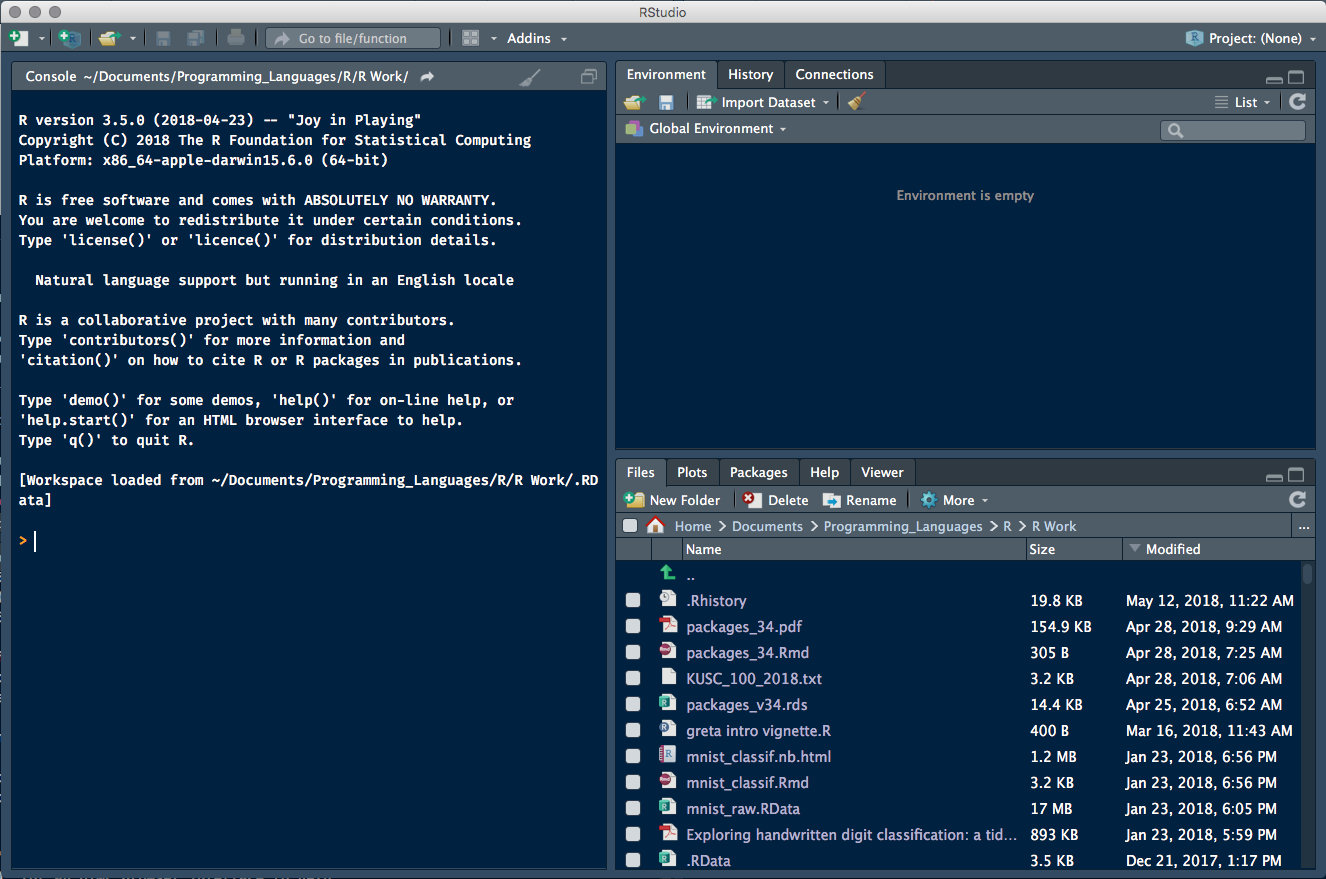 RStudio
Go to file/function
Addins
Project: (None)
Console ~/Documents/Programming_Languages/R/R Work/
R version 3.5.0 (2018-04-23) -- "Joy in Playing"
Copyright (C) 2018 The R Foundation for Statistical Computing
Platform: x86_64-apple-darwin15.6.0 (64-bit)
R is free software and comes with ABSOLUTELY NO WARRANTY.
You are welcome to redistribute it under certain conditions.
Type 'license()' or 'licence()' for distribution details.
Natural language support but running in an English locale
R is a collaborative project with many contributors.
Type 'contributors()' for more information and
'citation()' on how to cite R or R packages in publications.
Type 'demo()' for some demos, 'help()' for on-line help, or
'help.start()' for an HTML browser interface to help.
Type 'q()' to quit R.
[Workspace loaded from ~/Documents/Programming_Languages/R/R Work/.RD
ata]
>
Environment History Connections
Import Dataset List
Global Environment
Environment is empty
Files Plots Packages Help Viewer
New Folder Delete Rename More
Home > Documents > Programming_Languages > R > R Work ...
Name Size Modified
..
.Rhistory 19.8 KB May 12, 2018, 11:22 AM
packages_34.pdf 154.9 KB Apr 28, 2018, 9:29 AM
packages_34.Rmd 305 B Apr 28, 2018, 7:25 AM
KUSC_100_2018.txt 3.2 KB Apr 28, 2018, 7:06 AM
packages_v34.rds 14.4 KB Apr 25, 2018, 6:52 AM
greta intro vignette.R 400 B Mar 16, 2018, 11:43 AM
mnist_classif.nb.html 1.2 MB Jan 23, 2018, 6:56 PM
mnist_classif.Rmd 3.2 KB Jan 23, 2018, 6:56 PM
mnist_raw.RData 17 MB Jan 23, 2018, 6:05 PM
Exploring handwritten digit classification: a tid... 893 KB Jan 23, 2018, 5:59 PM
.RData 3.5 KB Dec 21, 2017, 1:17 PM